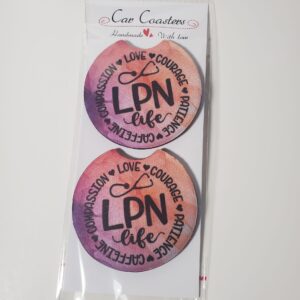 Car Coasters
Handmade With love
COMPASSION LOVE COURAGE PATIENCE CAFFEINE
LPN
life
COMPASSION LOVE COURAGE PATIENCE CAFFEINE
LPN
life